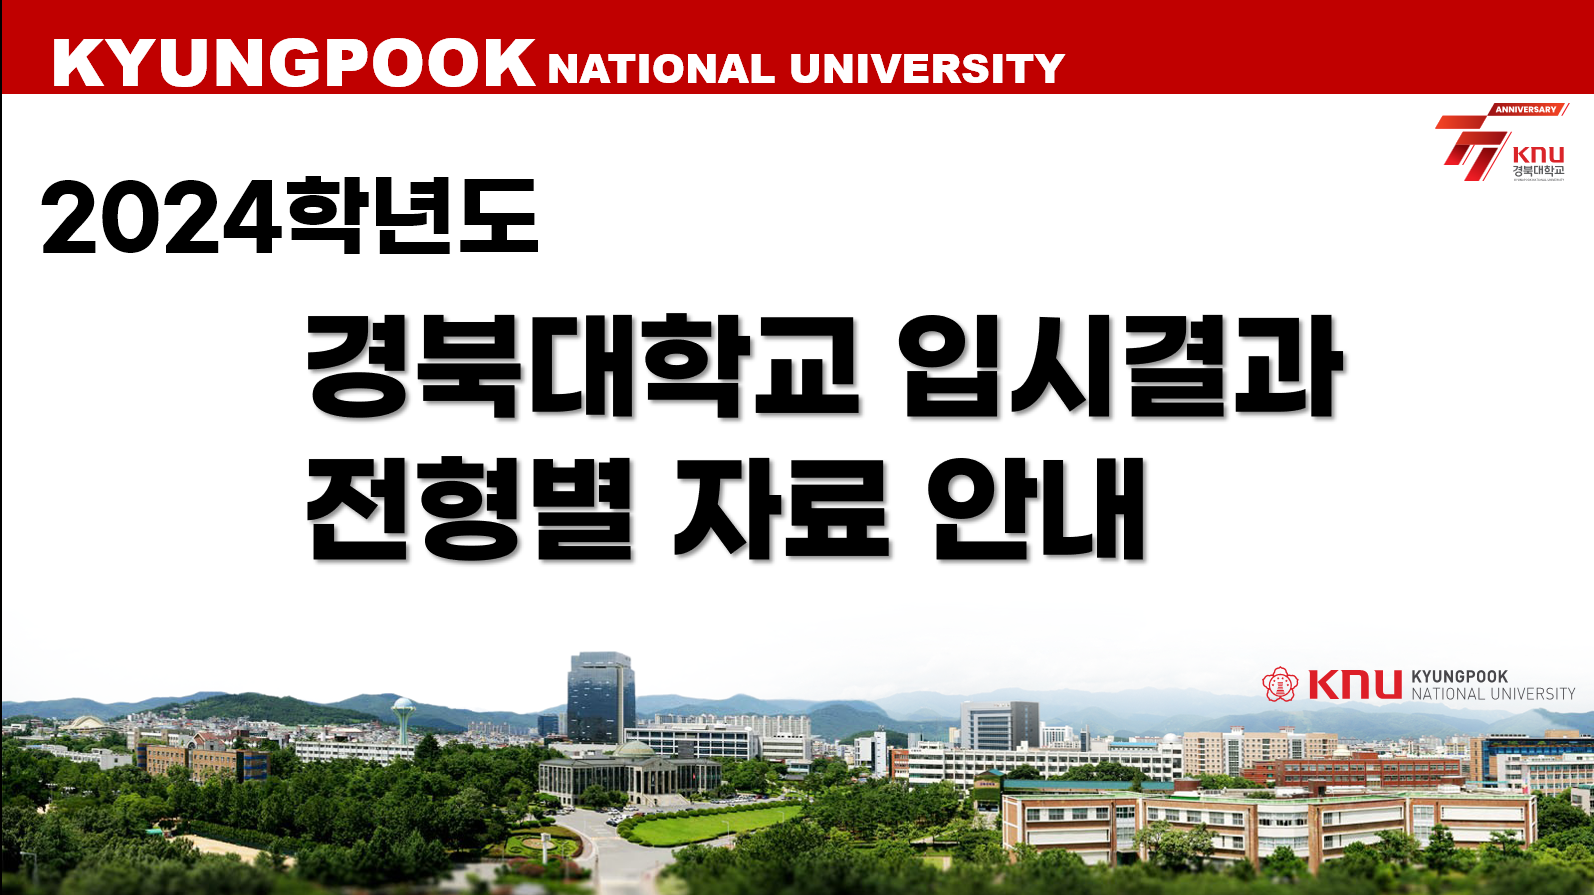 KYUNGPOOK NATIONAL UNIVERSITY
ANNIVERSARY
77
KNU
경북대학교
2024학년도
경북대학교 입시결과
전형별 자료 안내
KNU KYUNGPOOK
NATIONAL UNIVERSITY